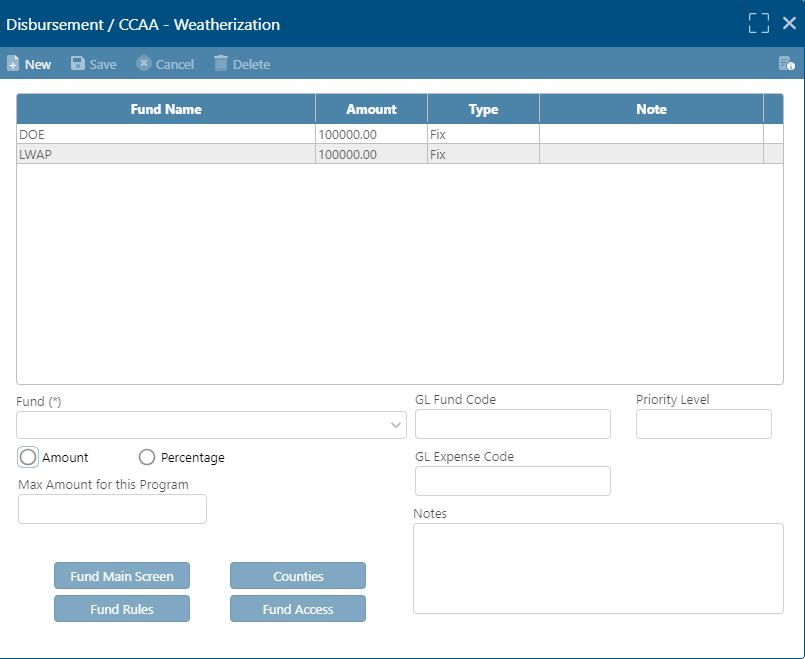 Disbursement / CCAA - Weatherization
New Save Cancel Delete
Fund Name Amount Type Note
DOE 100000.00 Fix
LWAP 100000.00 Fix
Fund (*) GL Fund Code Priority Level
Amount Percentage GL Expense Code
Max Amount for this Program
Notes
Fund Main Screen Counties
Fund Rules Fund Access